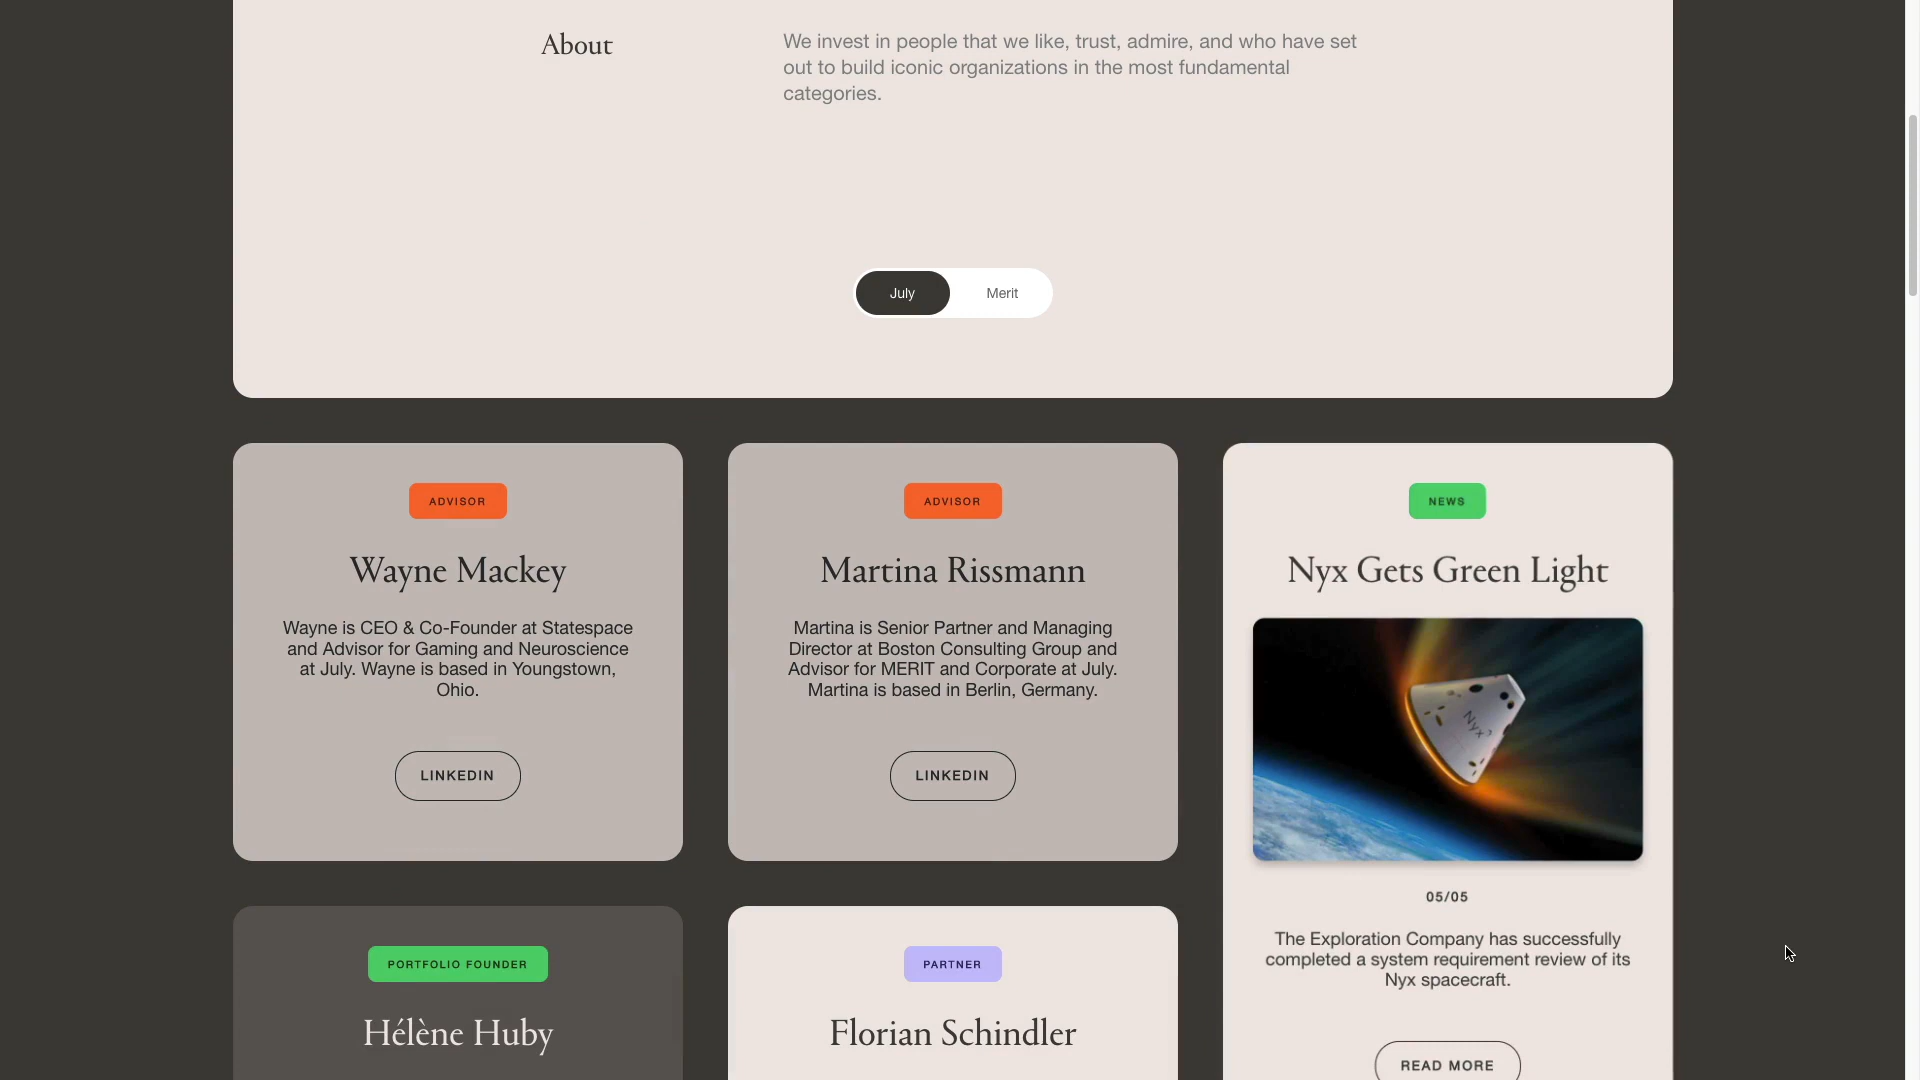 About
We invest in people that we like, trust, admire, and who have set
out to build iconic organizations in the most fundamental
categories.
July
Merit
ADVISOR
Wayne Mackey
Wayne is CEO & Co-Founder at Statespace
and Advisor for Gaming and Neuroscience
at July. Wayne is based in Youngstown,
Ohio.
LINKEDIN
ADVISOR
Martina Rissmann
Martina is Senior Partner and Managing
Director at Boston Consulting Group and
Advisor for MERIT and Corporate at July.
Martina is based in Berlin, Germany.
LINKEDIN
NEWS
Nyx Gets Green Light
Nyx
05/05
The Exploration Company has successfully
completed a system requirement review of its
Nyx spacecraft.
READ MORE
PORTFOLIO FOUNDER
Hélène Huby
PARTNER
Florian Schindler